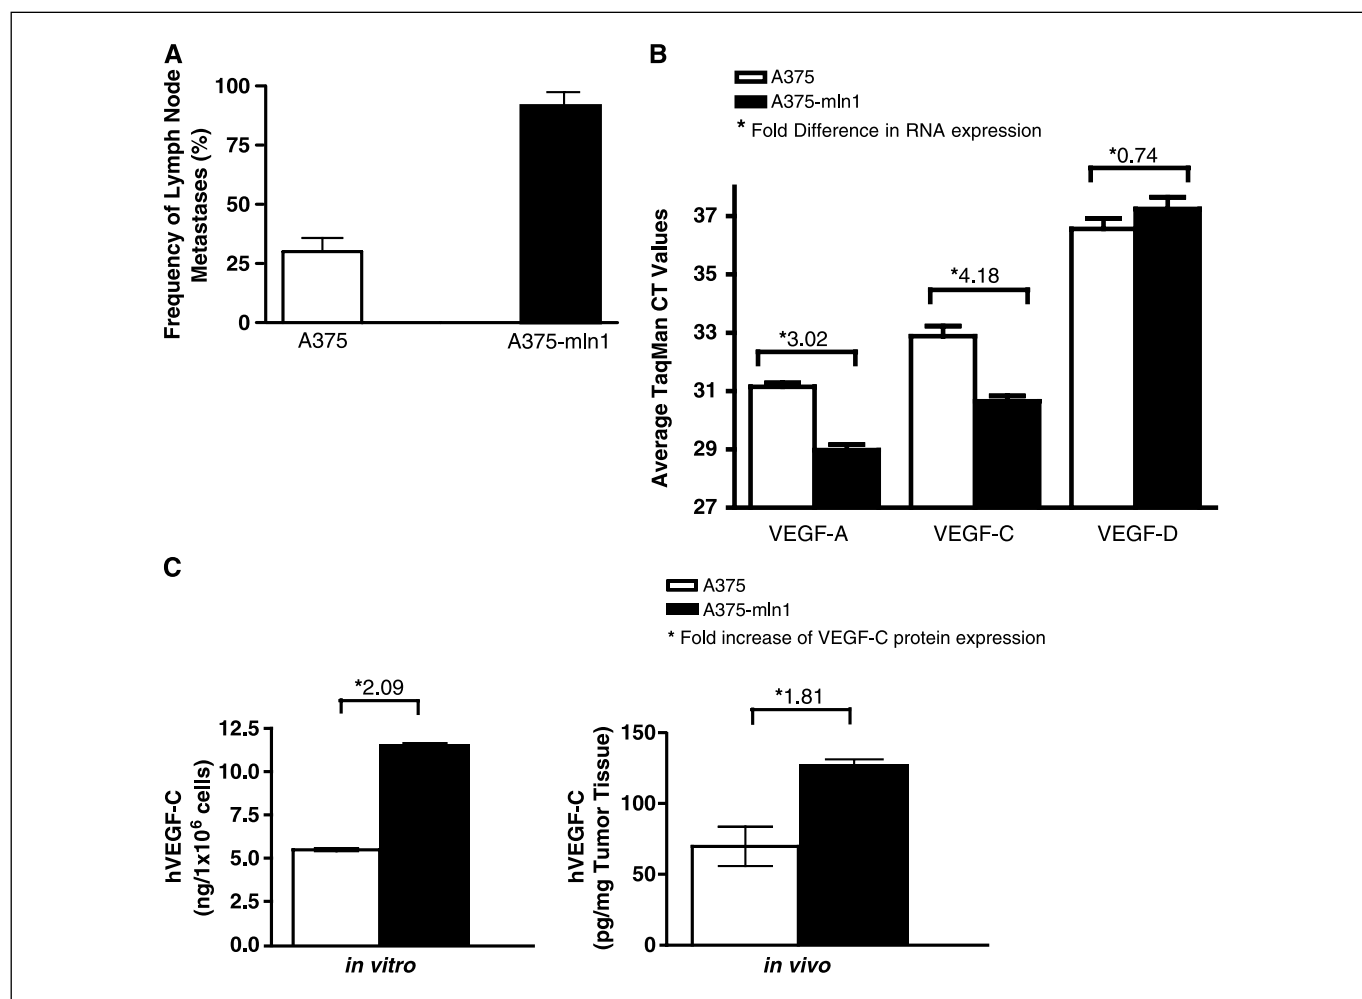 A
Frequency of Lymph Node
Metastases (%)
100
75
50
25
0
A375
A375-mln1
B
A375
A375-mln1
* Fold Difference in RNA expression
Average TaqMan CT Values
37
35
33
31
29
27
*3.02
*4.18
*0.74
VEGF-A
VEGF-C
VEGF-D
C
A375
A375-mln1
* Fold increase of VEGF-C protein expression
hVEGF-C
(ng/1x10⁶ cells)
12.5
10.0
7.5
5.0
2.5
0.0
*2.09
in vitro
hVEGF-C
(pg/mg Tumor Tissue)
150
100
50
0
*1.81
in vivo